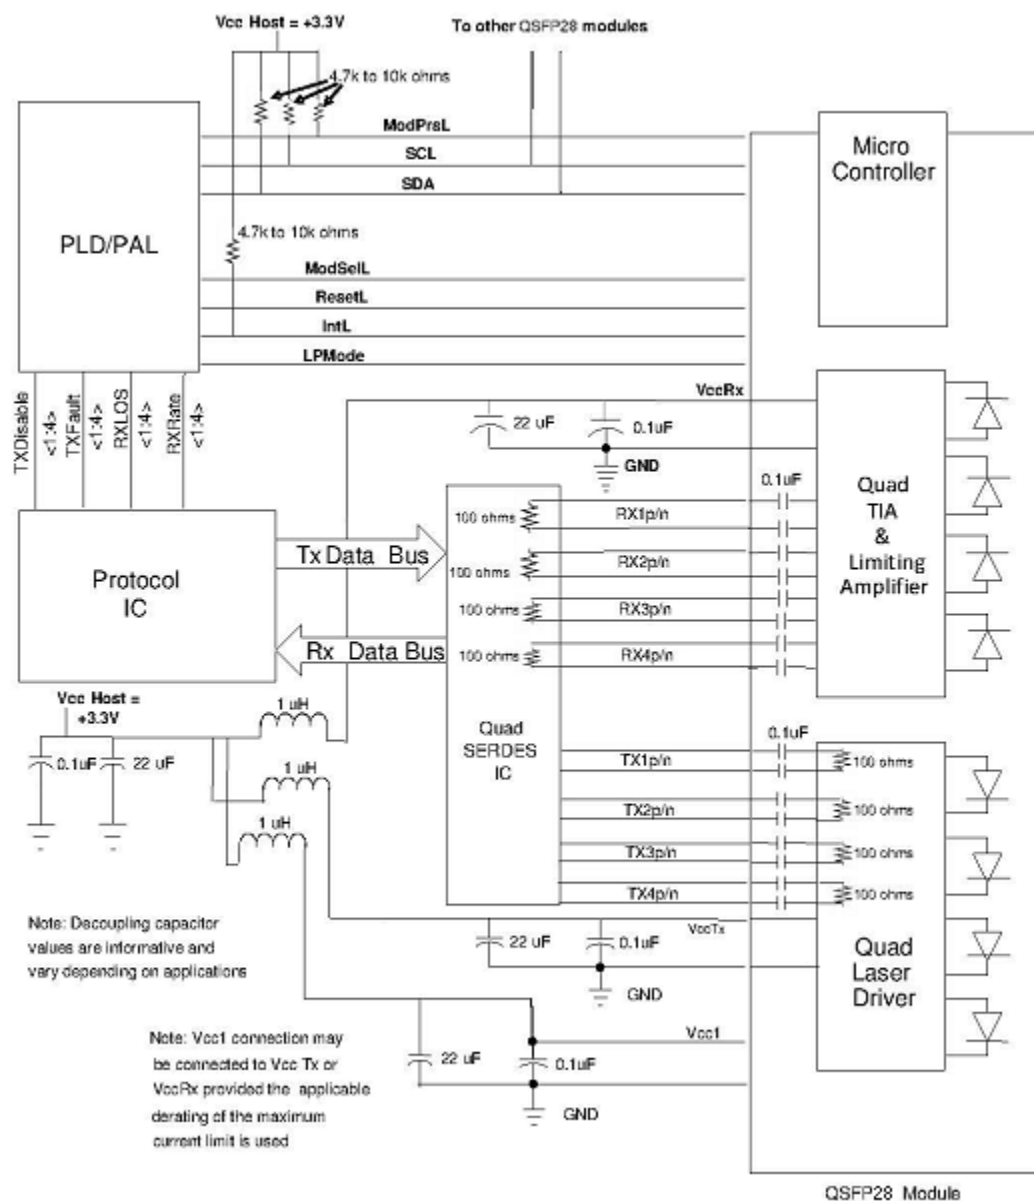 Vcc Host = +3.3V
To other QSFP28 modules
4.7k to 10k ohms
ModPrsL
SCL
SDA
Micro
Controller
PLD/PAL
4.7k to 10k ohms
ModSelL
ResetL
IntL
LPMode
TXDisable
<1:4>
TXFault
<1:4>
RXLOS
<1:4>
RXRate
<1:4>
VccRx
22 uF
0.1uF
GND
0.1uF
Quad
TIA
&
Limiting
Amplifier
100 ohms
RX1p/n
Tx Data Bus
100 ohms
RX2p/n
Protocol
IC
100 ohms
RX3p/n
Rx Data Bus
100 ohms
RX4p/n
Vcc Host =
+3.3V
1 uH
0.1uF
22 uF
1 uH
1 uH
Quad
SERDES
IC
0.1uF
TX1p/n
100 ohms
TX2p/n
100 ohms
TX3p/n
100 ohms
TX4p/n
100 ohms
Note: Decoupling capacitor
values are informative and
vary depending on applications
VccTx
22 uF
0.1uF
GND
Quad
Laser
Driver
Note: Vcc1 connection may
be connected to Vcc Tx or
VccRx provided the applicable
derating of the maximum
current limit is used
Vcc1
22 uF
0.1uF
GND
QSFP28 Module